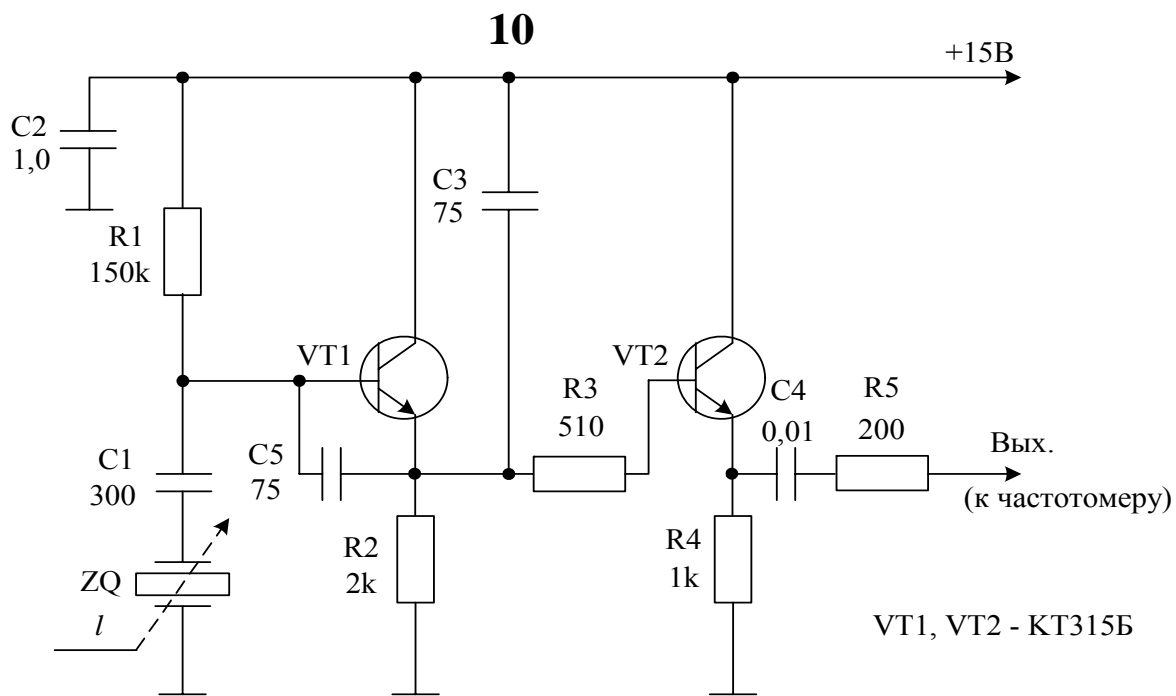 10
+15В
C2
1,0
C3
75
R1
150k
VT1
VT2
R3
510
C4
0,01
R5
200
C1
300
C5
75
Вых.
(к частотомеру)
R2
2k
R4
1k
ZQ
l
VT1, VT2 - КТ315Б